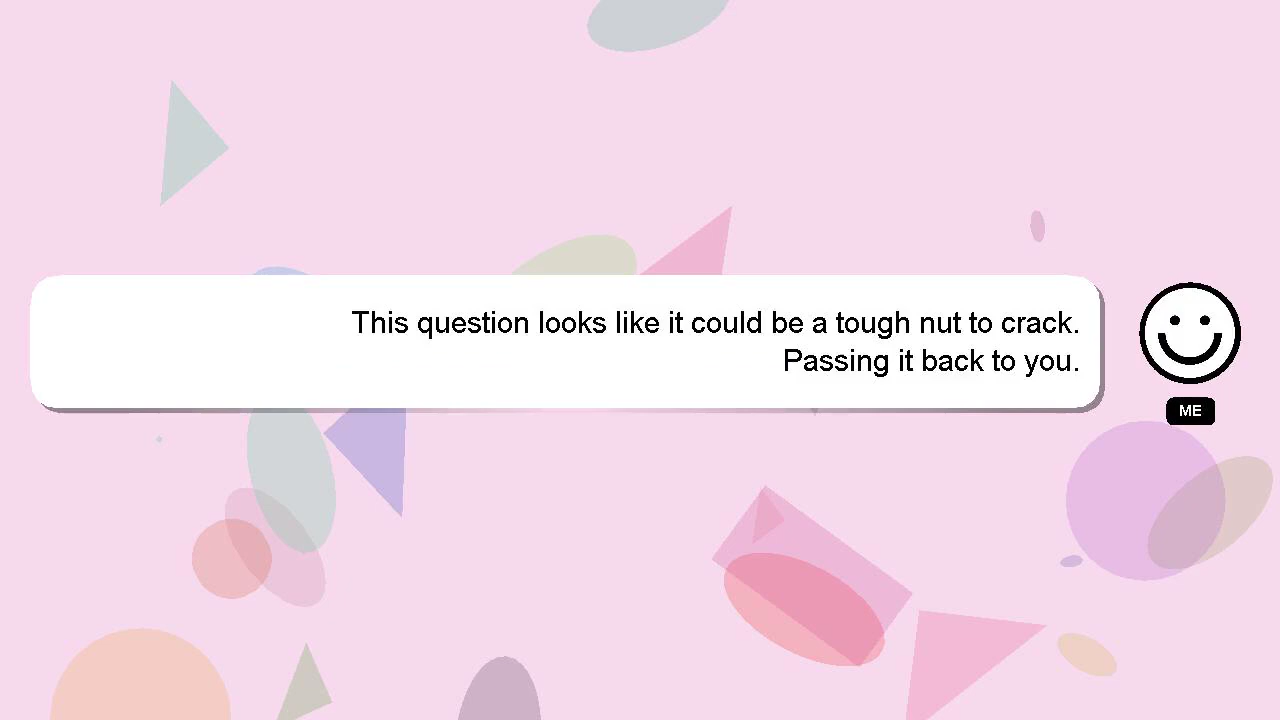 This question looks like it could be a tough nut to crack.
Passing it back to you.
ME